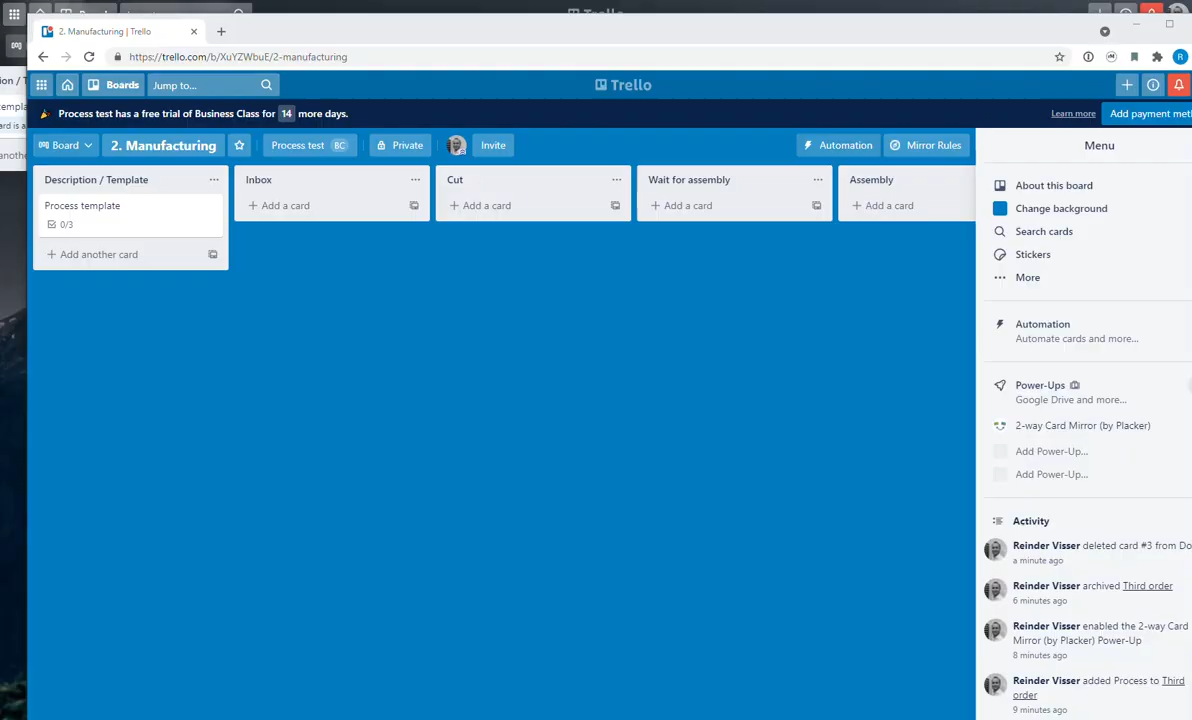 2. Manufacturing | Trello
https://trello.com/b/XuYZWbuE/2-manufacturing
R
Boards
Jump to...
Trello
Process test has a free trial of Business Class for 14 more days.
Learn more
Add payment meth
Board
2. Manufacturing
Process test BC
Private
Invite
Automation
Mirror Rules
Menu
Description / Template
Process template
0/3
Add another card
Inbox
Add a card
Cut
Add a card
Wait for assembly
Add a card
Assembly
Add a card
About this board
Change background
Search cards
Stickers
More
Automation
Automate cards and more...
Power-Ups
Google Drive and more...
2-way Card Mirror (by Placker)
Add Power-Up...
Add Power-Up...
Activity
Reinder Visser deleted card #3 from Do
a minute ago
Reinder Visser archived Third order
6 minutes ago
Reinder Visser enabled the 2-way Card
Mirror (by Placker) Power-Up
8 minutes ago
Reinder Visser added Process to Third
order
9 minutes ago